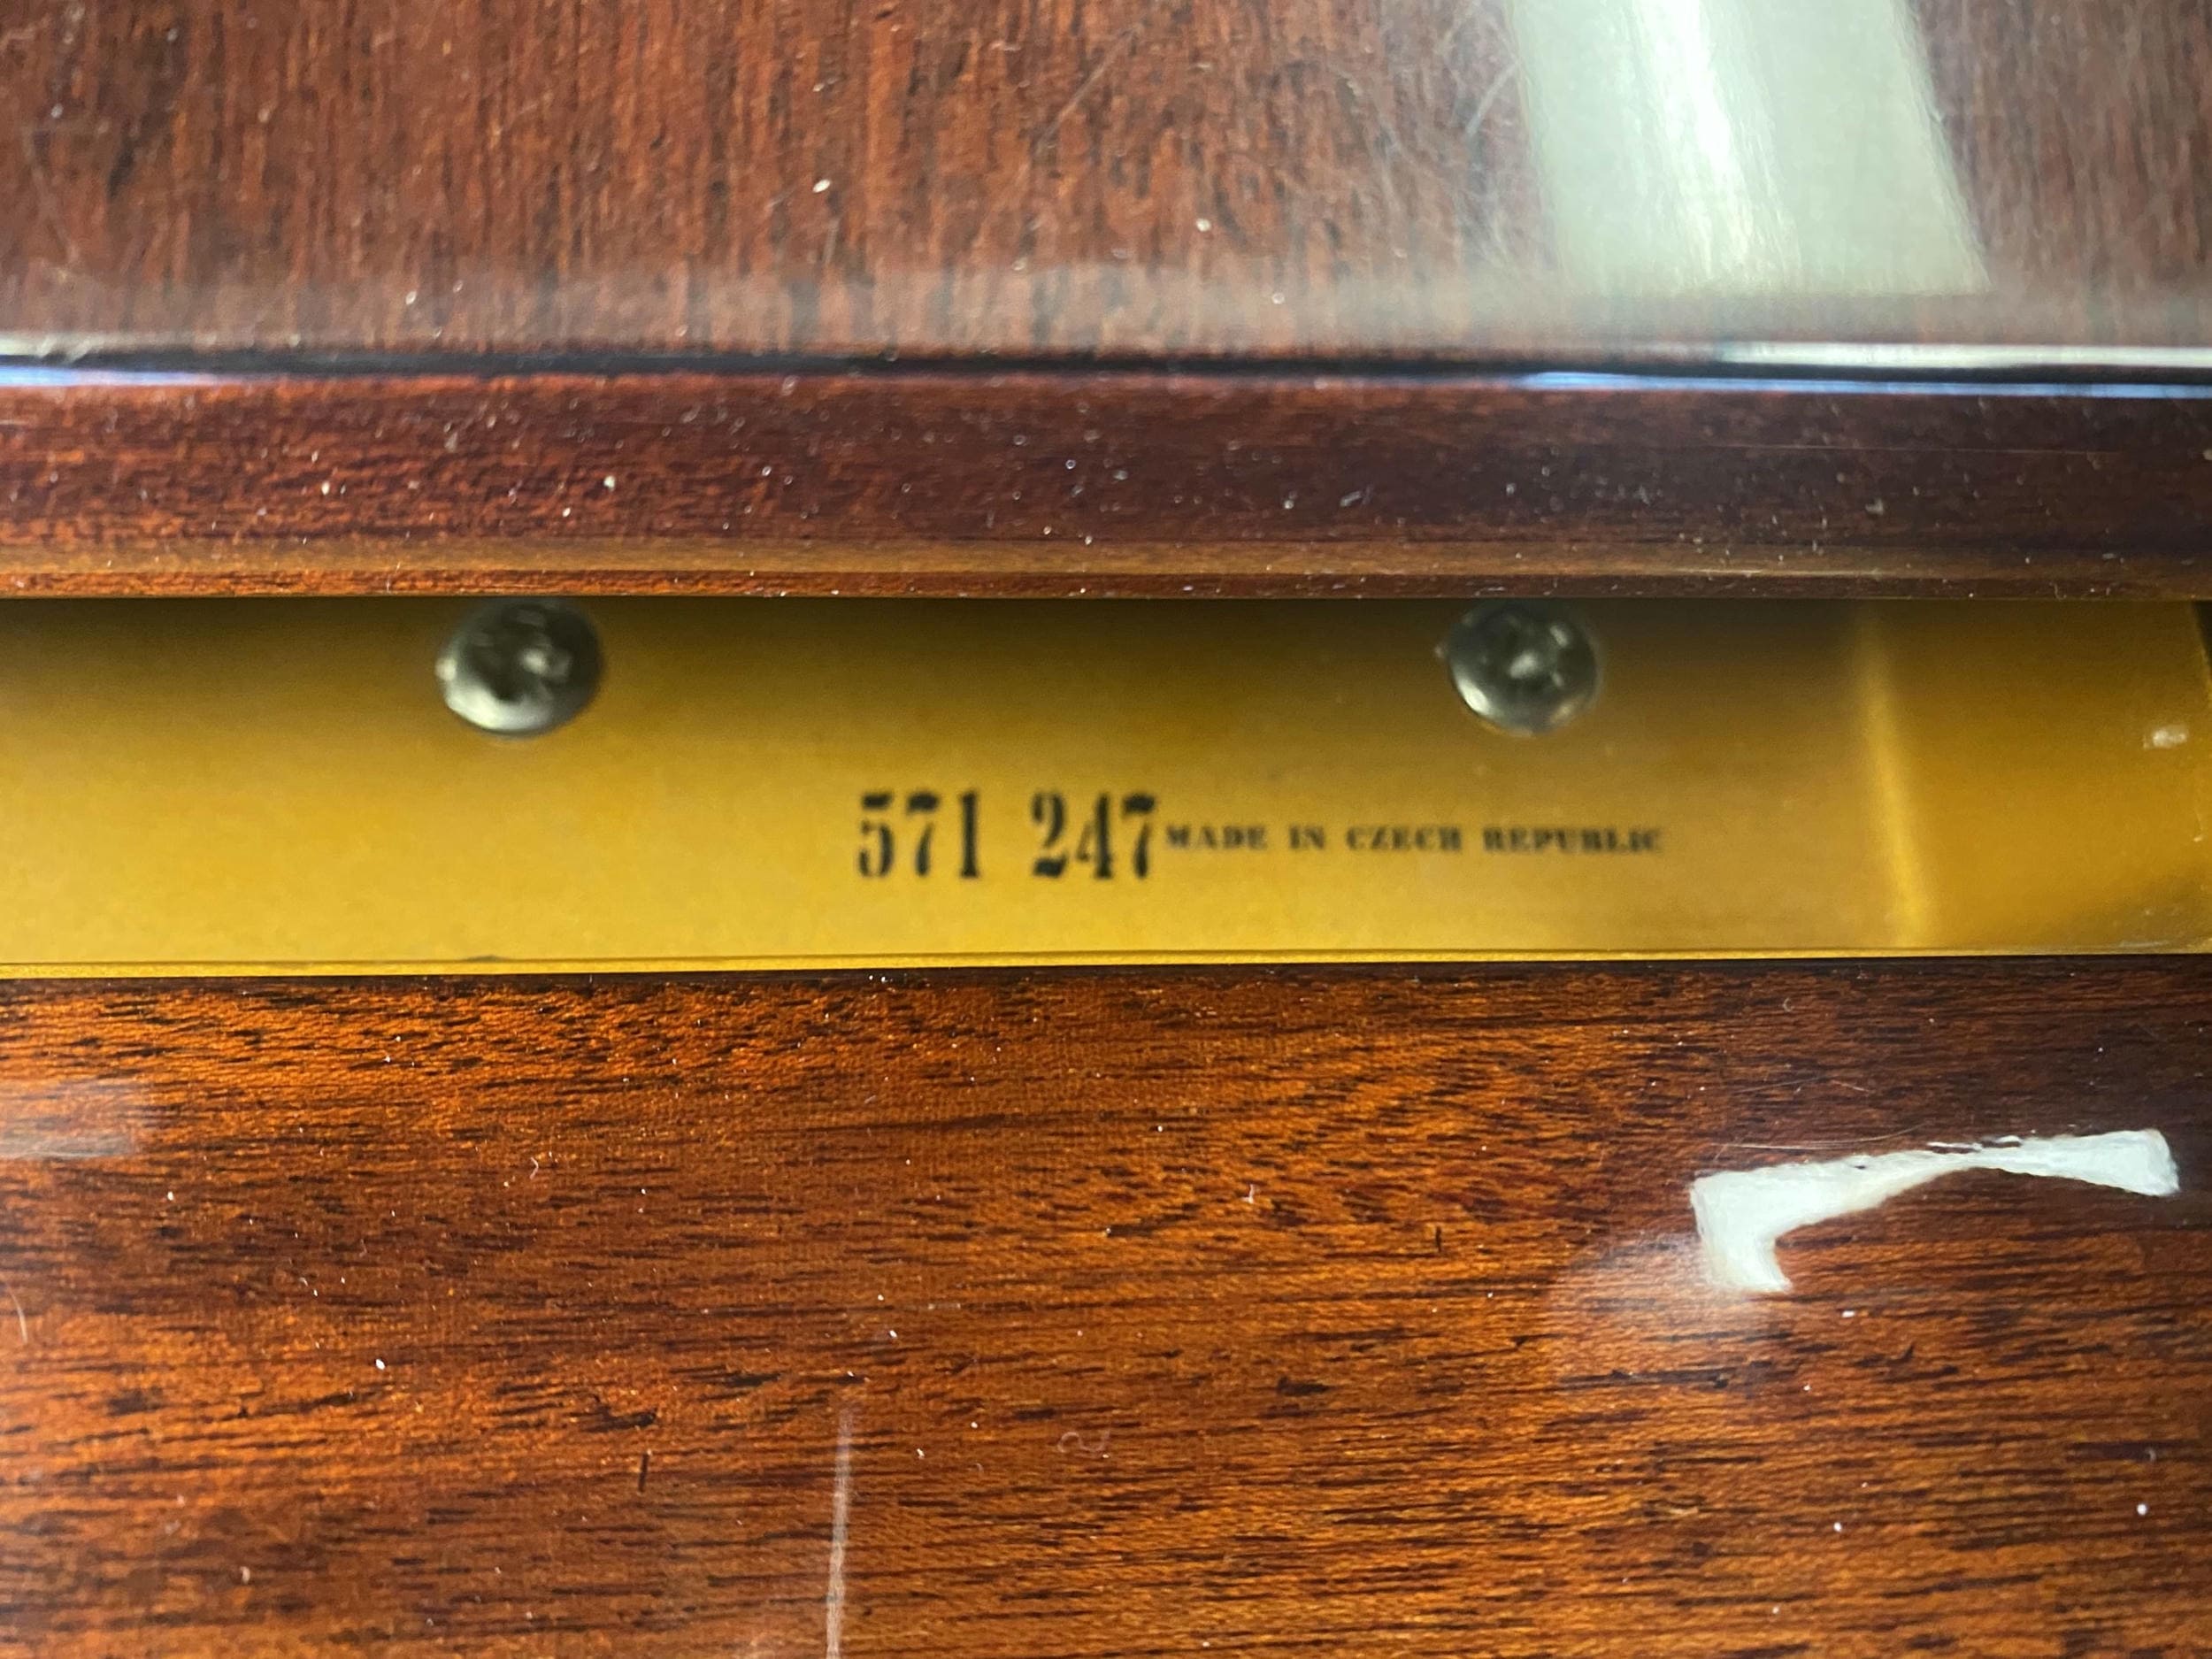 571 247 MADE IN CZECH REPUBLIC